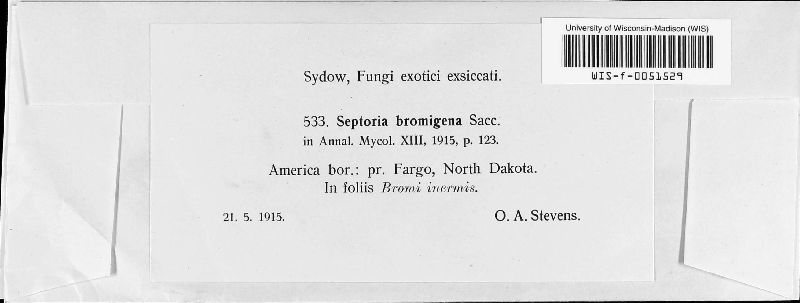 University of Wisconsin-Madison (WIS)
WIS-f-0051529
Sydow, Fungi exotici exsiccati.
533. Septoria bromigena Sacc.
in Annal. Mycol. XIII, 1915, p. 123.
America bor.: pr. Fargo, North Dakota.
In foliis Bromi inermis.
21. 5. 1915. O. A. Stevens.